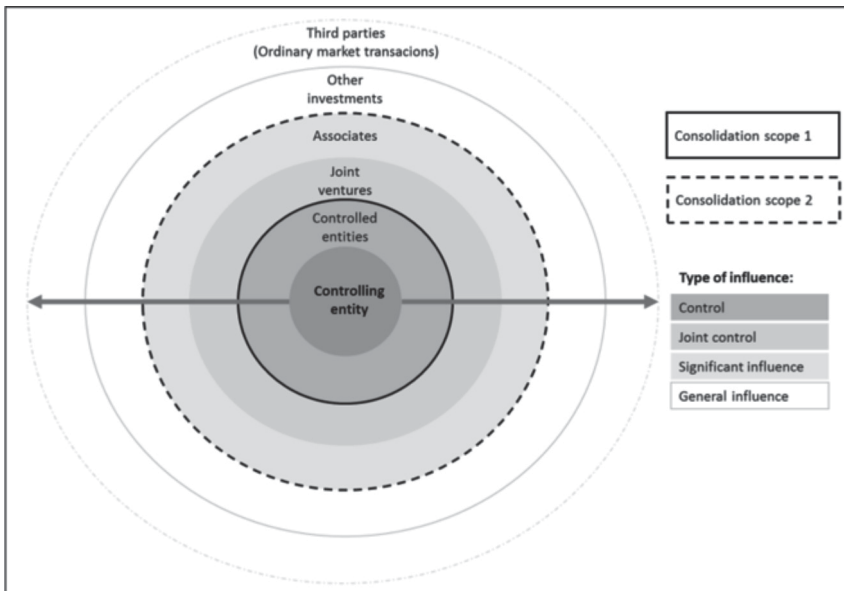 Third parties
(Ordinary market transacions)
Other
investments
Associates
Joint
ventures
Controlled
entities
Controlling
entity
Consolidation scope 1
Consolidation scope 2
Type of influence:
Control
Joint control
Significant influence
General influence